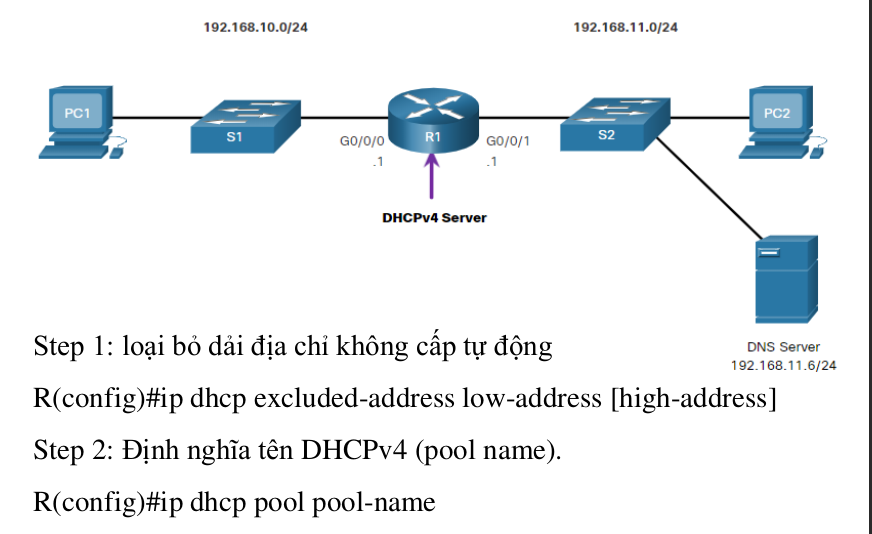 192.168.10.0/24 192.168.11.0/24
PC1 S1 R1 S2 PC2
G0/0/0 G0/0/1
.1 .1
DHCPv4 Server
DNS Server
192.168.11.6/24
Step 1: loại bỏ dải địa chỉ không cấp tự động
R(config)#ip dhcp excluded-address low-address [high-address]
Step 2: Định nghĩa tên DHCPv4 (pool name).
R(config)#ip dhcp pool pool-name